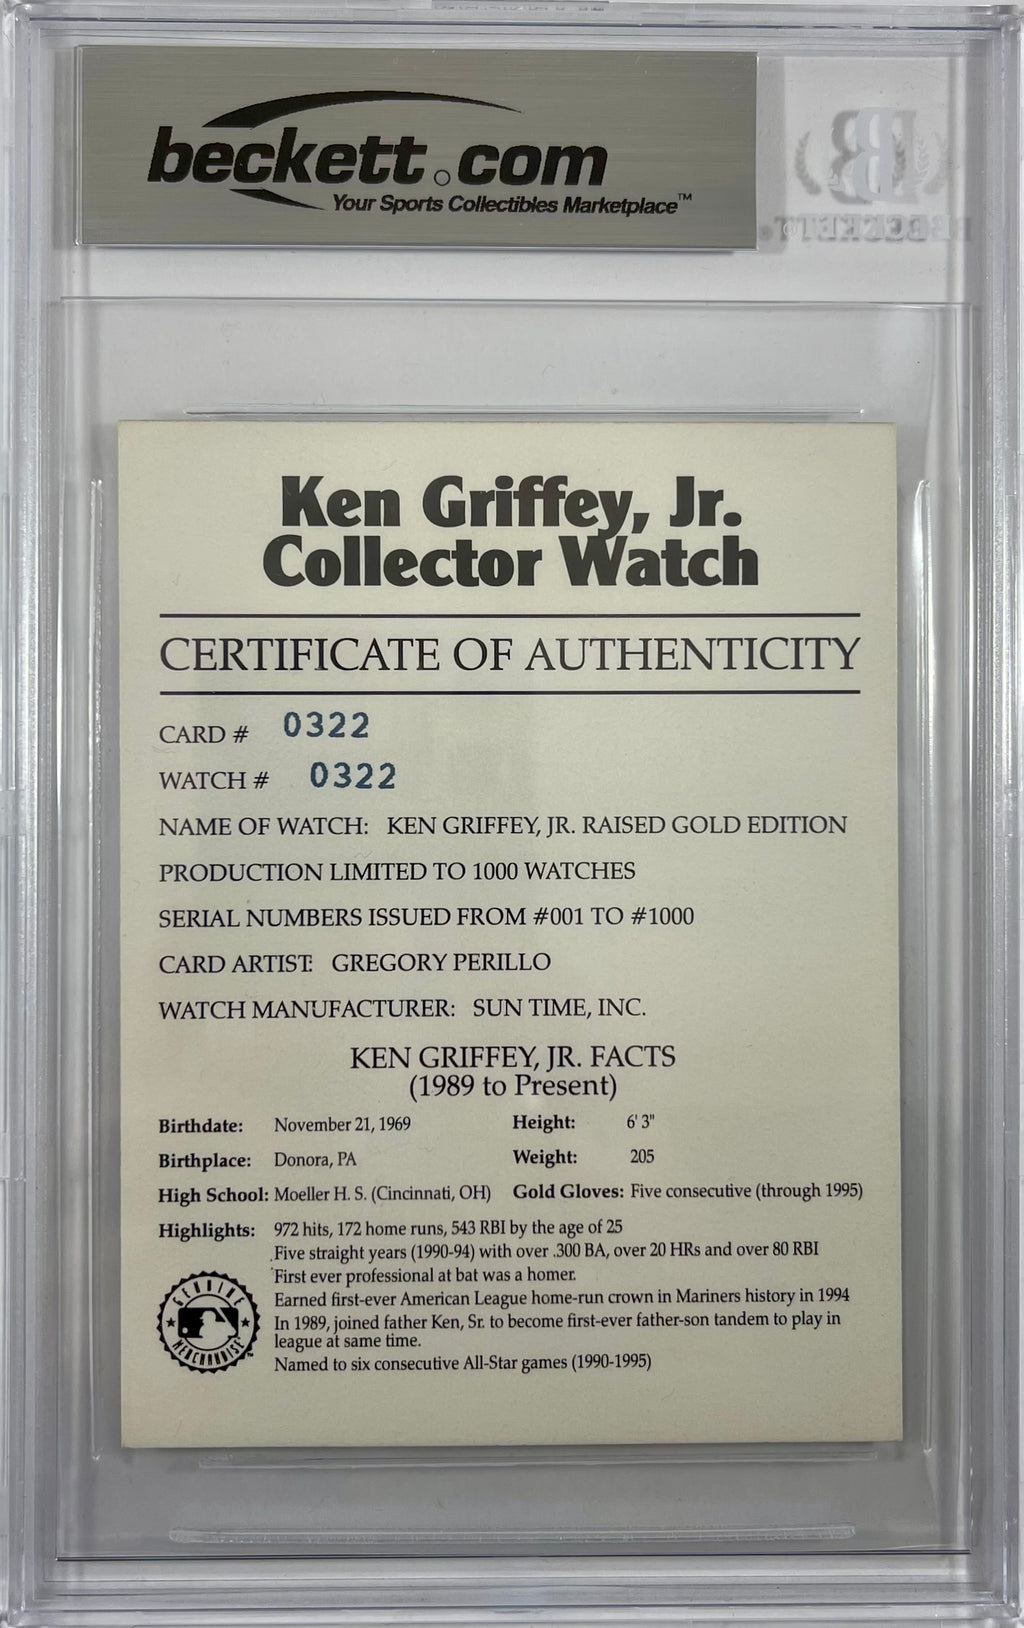 beckett.com
Your Sports Collectibles Marketplace™
BECKETT®
Ken Griffey, Jr.
Collector Watch
CERTIFICATE OF AUTHENTICITY
CARD # 0322
WATCH # 0322
NAME OF WATCH: KEN GRIFFEY, JR. RAISED GOLD EDITION
PRODUCTION LIMITED TO 1000 WATCHES
SERIAL NUMBERS ISSUED FROM #001 TO #1000
CARD ARTIST: GREGORY PERILLO
WATCH MANUFACTURER: SUN TIME, INC.
KEN GRIFFEY, JR. FACTS
(1989 to Present)
Birthdate: November 21, 1969 Height: 6' 3"
Birthplace: Donora, PA Weight: 205
High School: Moeller H. S. (Cincinnati, OH) Gold Gloves: Five consecutive (through 1995)
Highlights: 972 hits, 172 home runs, 543 RBI by the age of 25
Five straight years (1990-94) with over .300 BA, over 20 HRs and over 80 RBI
First ever professional at bat was a homer.
Earned first-ever American League home-run crown in Mariners history in 1994
In 1989, joined father Ken, Sr. to become first-ever father-son tandem to play in
league at same time.
Named to six consecutive All-Star games (1990-1995)
GENUINE
MERCHANDISE